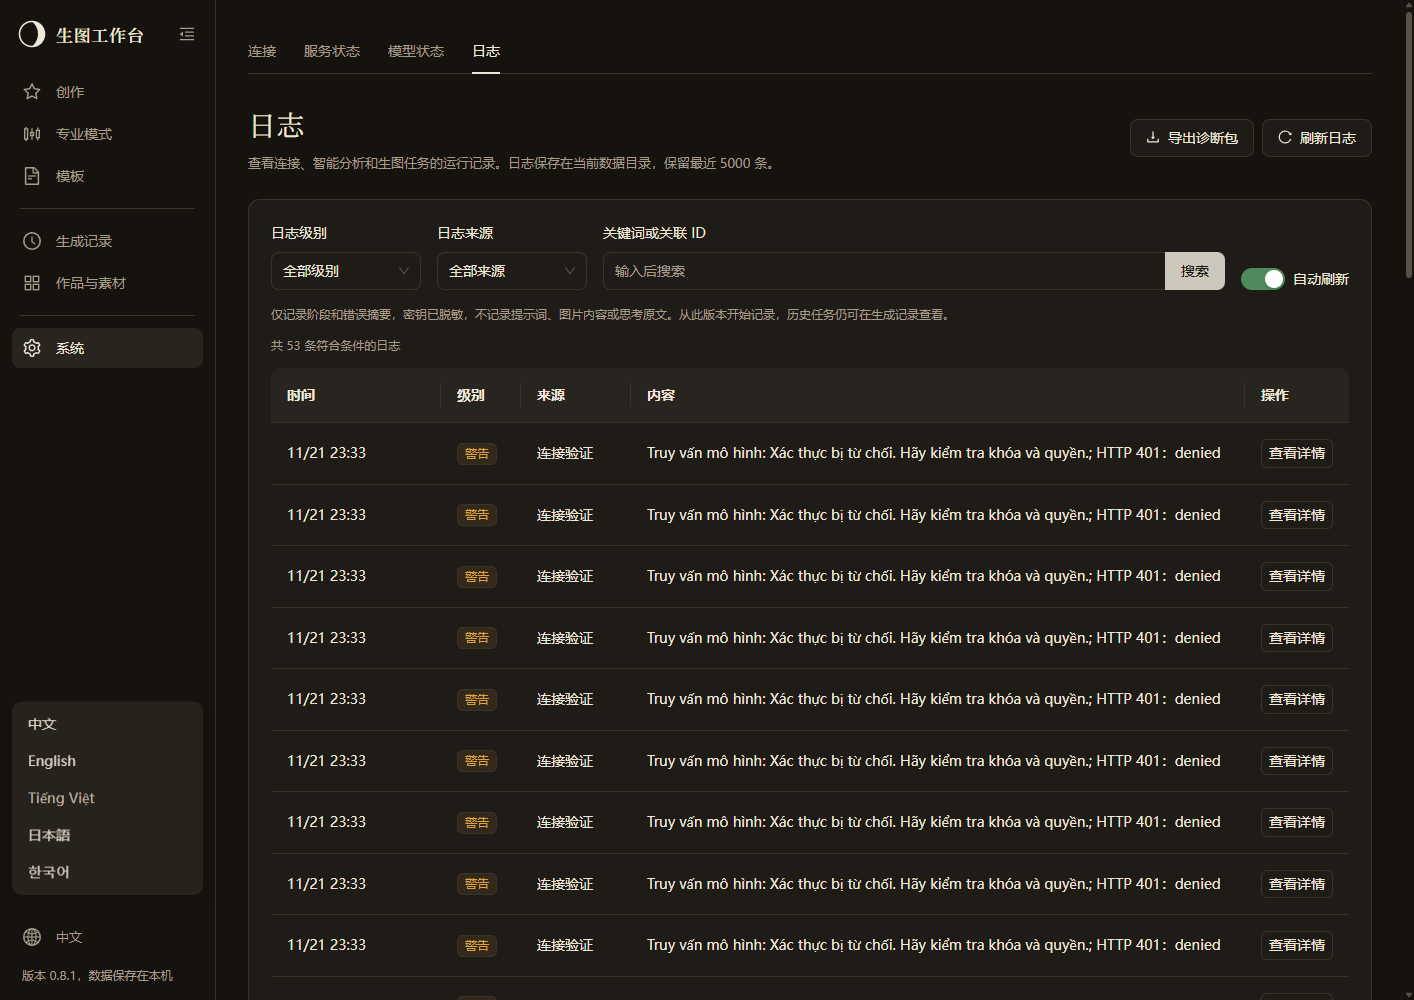 生图工作台
创作
专业模式
模板
生成记录
作品与素材
系统
中文
English
Tiếng Việt
日本語
한국어
中文
版本 0.8.1，数据保存在本机
连接 服务状态 模型状态 日志
日志
查看连接、智能分析和生图任务的运行记录。日志保存在当前数据目录，保留最近 5000 条。
导出诊断包 刷新日志
日志级别 日志来源 关键词或关联 ID
全部级别 全部来源 输入后搜索 搜索 自动刷新
仅记录阶段和错误摘要，密钥已脱敏，不记录提示词、图片内容或思考原文。从此版本开始记录，历史任务仍可在生成记录查看。
共 53 条符合条件的日志
时间 级别 来源 内容 操作
11/21 23:33 警告 连接验证 Truy vấn mô hình: Xác thực bị từ chối. Hãy kiểm tra khóa và quyền.; HTTP 401：denied 查看详情
11/21 23:33 警告 连接验证 Truy vấn mô hình: Xác thực bị từ chối. Hãy kiểm tra khóa và quyền.; HTTP 401：denied 查看详情
11/21 23:33 警告 连接验证 Truy vấn mô hình: Xác thực bị từ chối. Hãy kiểm tra khóa và quyền.; HTTP 401：denied 查看详情
11/21 23:33 警告 连接验证 Truy vấn mô hình: Xác thực bị từ chối. Hãy kiểm tra khóa và quyền.; HTTP 401：denied 查看详情
11/21 23:33 警告 连接验证 Truy vấn mô hình: Xác thực bị từ chối. Hãy kiểm tra khóa và quyền.; HTTP 401：denied 查看详情
11/21 23:33 警告 连接验证 Truy vấn mô hình: Xác thực bị từ chối. Hãy kiểm tra khóa và quyền.; HTTP 401：denied 查看详情
11/21 23:33 警告 连接验证 Truy vấn mô hình: Xác thực bị từ chối. Hãy kiểm tra khóa và quyền.; HTTP 401：denied 查看详情
11/21 23:33 警告 连接验证 Truy vấn mô hình: Xác thực bị từ chối. Hãy kiểm tra khóa và quyền.; HTTP 401：denied 查看详情
11/21 23:33 警告 连接验证 Truy vấn mô hình: Xác thực bị từ chối. Hãy kiểm tra khóa và quyền.; HTTP 401：denied 查看详情